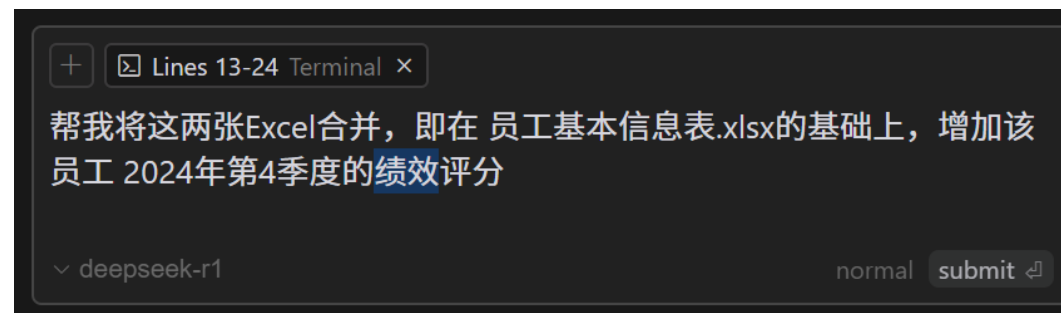 Lines 13-24 Terminal ×
帮我将这两张Excel合并，即在 员工基本信息表.xlsx的基础上，增加该
员工 2024年第4季度的绩效评分
deepseek-r1 normal submit ⏎